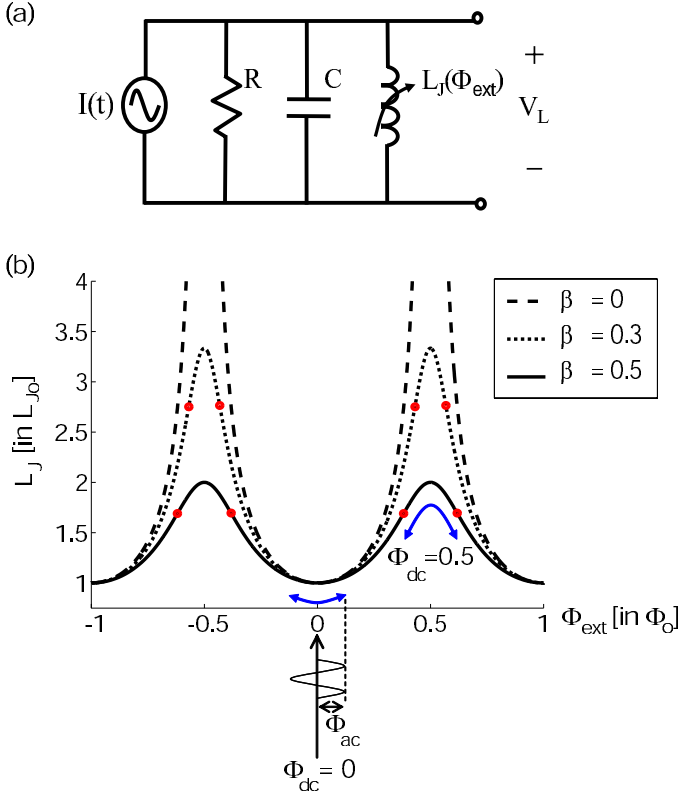 (a)
I(t)
R
C
L_J(Φ_ext)
+
V_L
−
(b)
L_J [in L_Jo]
4
3.5
3
2.5
2
1.5
1
β = 0
β = 0.3
β = 0.5
Φ_dc=0.5
-1 -0.5 0 0.5 1
Φ_ext [in Φ_o]
Φ_ac
Φ_dc= 0